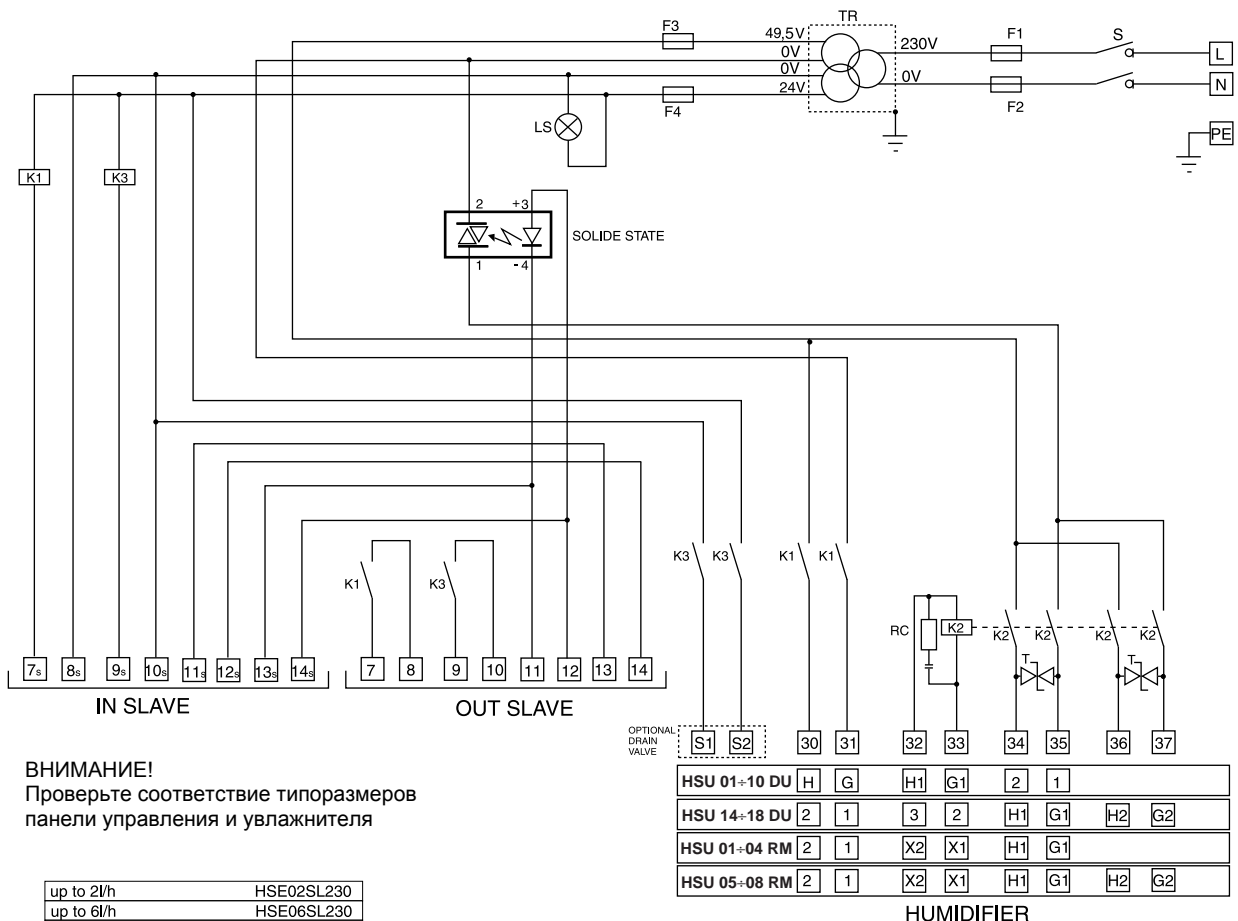 TR
F3 49,5V 230V F1 S L
0V
0V 0V N
F4 24V F2
LS PE
K1 K3
2 +3
SOLIDE STATE
1 -4
K3 K3 K1 K1
K1 K3 RC K2 K2 K2 K2 K2
T T
7s 8s 9s 10s 11s 12s 13s 14s 7 8 9 10 11 12 13 14
IN SLAVE OUT SLAVE
OPTIONAL
DRAIN
VALVE
S1 S2 30 31 32 33 34 35 36 37
ВНИМАНИЕ!
Проверьте соответствие типоразмеров
панели управления и увлажнителя
HSU 01÷10 DU H G H1 G1 2 1
HSU 14÷18 DU 2 1 3 2 H1 G1 H2 G2
HSU 01÷04 RM 2 1 X2 X1 H1 G1
HSU 05÷08 RM 2 1 X2 X1 H1 G1 H2 G2
HUMIDIFIER
up to 2l/h HSE02SL230
up to 6l/h HSE06SL230